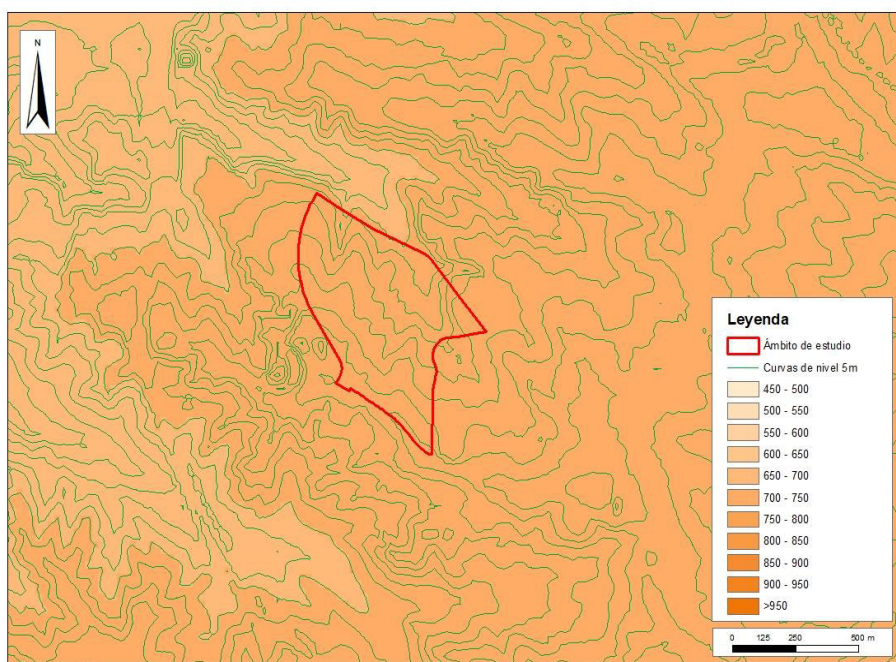 N
Leyenda
Ámbito de estudio
Curvas de nivel 5m
450 - 500
500 - 550
550 - 600
600 - 650
650 - 700
700 - 750
750 - 800
800 - 850
850 - 900
900 - 950
>950
0 125 250 500 m